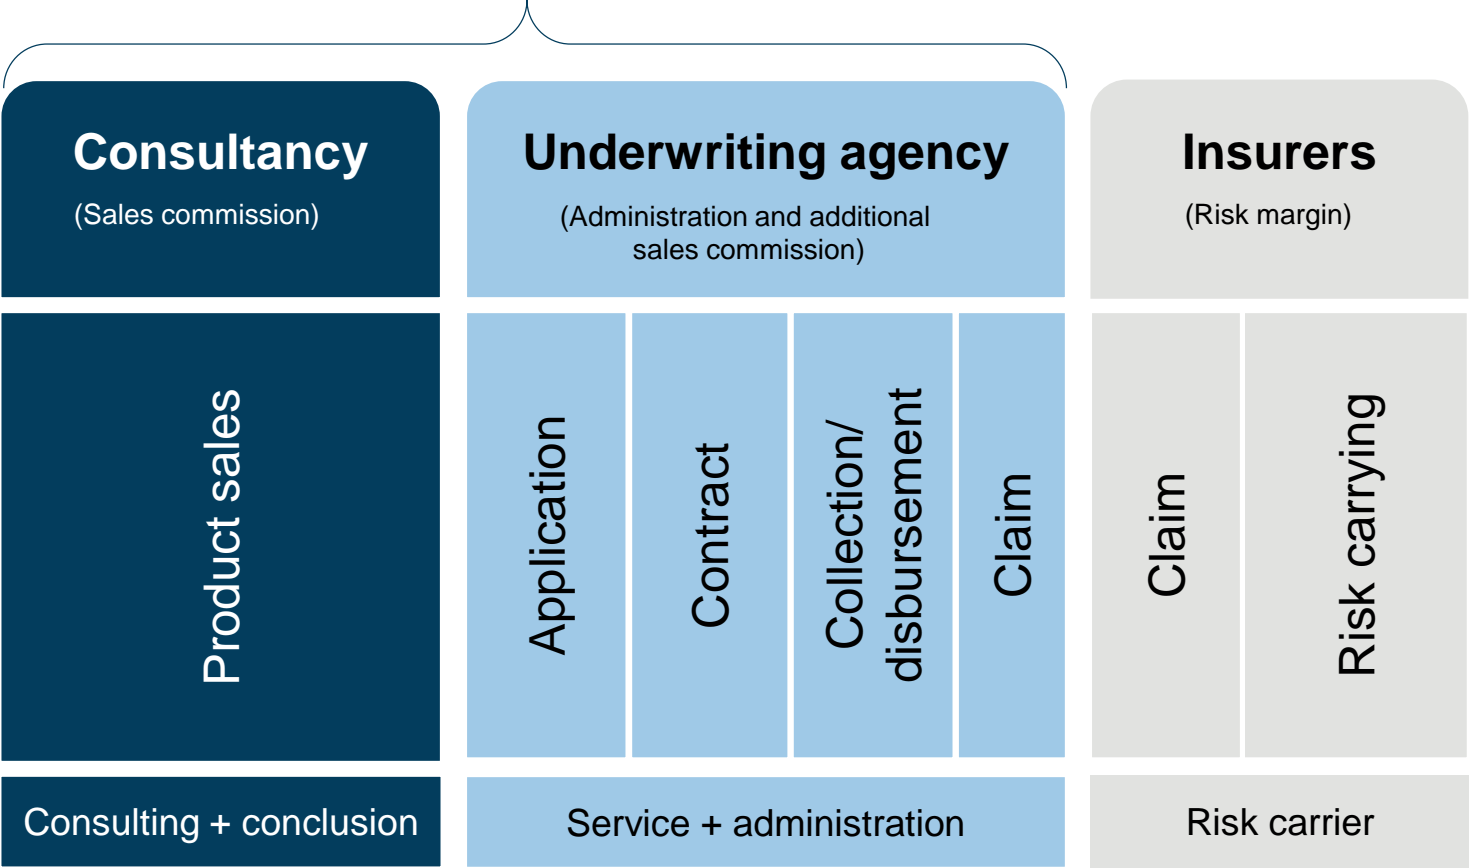 Consultancy
(Sales commission)
Underwriting agency
(Administration and additional
sales commission)
Insurers
(Risk margin)
Product sales
Application
Contract
Collection/
disbursement
Claim
Claim
Risk carrying
Consulting + conclusion
Service + administration
Risk carrier